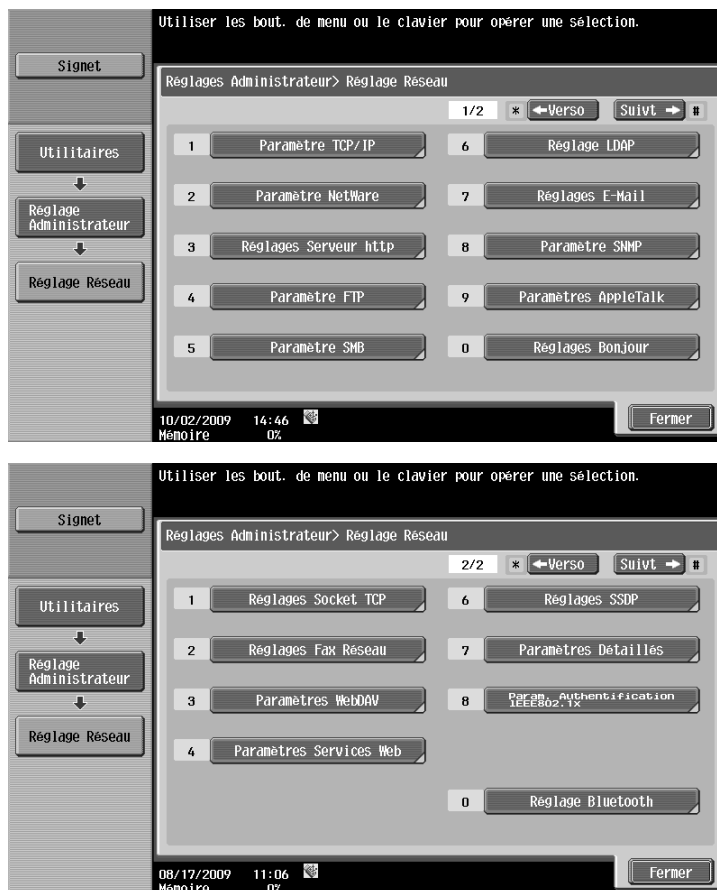 Utiliser les bout. de menu ou le clavier pour opérer une sélection.
Signet
Réglages Administrateur> Réglage Réseau
1/2 * ←Verso Suivt → #
Utilitaires
Réglage
Administrateur
Réglage Réseau
1 Paramètre TCP/IP
2 Paramètre NetWare
3 Réglages Serveur http
4 Paramètre FTP
5 Paramètre SMB
6 Réglage LDAP
7 Réglages E-Mail
8 Paramètre SNMP
9 Paramètres AppleTalk
0 Réglages Bonjour
10/02/2009 14:46
Mémoire 0%
Fermer
Utiliser les bout. de menu ou le clavier pour opérer une sélection.
Signet
Réglages Administrateur> Réglage Réseau
2/2 * ←Verso Suivt → #
Utilitaires
Réglage
Administrateur
Réglage Réseau
1 Réglages Socket TCP
2 Réglages Fax Réseau
3 Paramètres WebDAV
4 Paramètres Services Web
6 Réglages SSDP
7 Paramètres Détaillés
8 Param. Authentification
IEEE802.1x
0 Réglage Bluetooth
08/17/2009 11:06
Mémoire 0%
Fermer